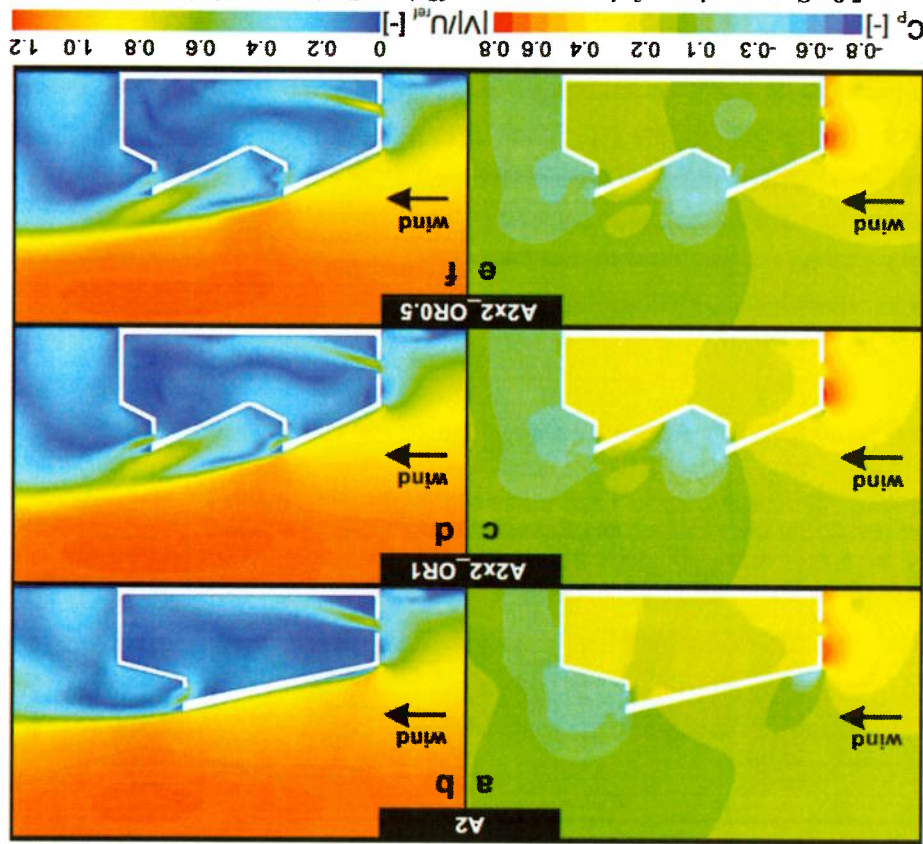 A2
a b
wind wind
A2x2_OR1
c d
wind wind
A2x2_OR0.5
e f
wind wind
-0.8 -0.6 -0.3 0.1 0.2 0.4 0.6 0.8 0 0.2 0.4 0.6 0.8 1.0 1.2
Cp [-] |V|/Uref [-]